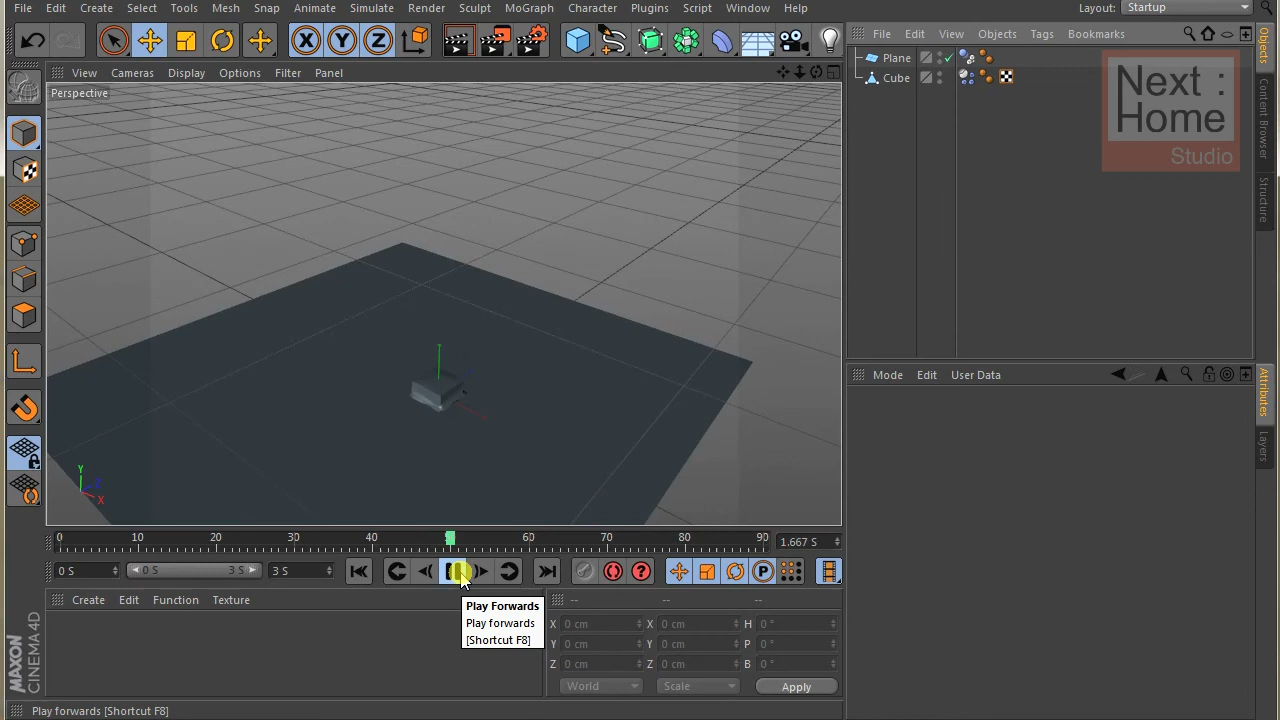 File Edit Create Select Tools Mesh Snap Animate Simulate Render Sculpt MoGraph Character Plugins Script Window Help Layout: Startup
X Y Z
View Cameras Display Options Filter Panel
Perspective
File Edit View Objects Tags Bookmarks
Plane
Cube
Next :
Home
Studio
Objects
Content Browser
Structure
Mode Edit User Data
Attributes
Layers
Y
Z
X
0 10 20 30 40 60 70 80 90 1.667 S
0 S 0 S 3 S 3 S P
Create Edit Function Texture
Play Forwards
Play forwards
[Shortcut F8]
-- -- --
X 0 cm X 0 cm H 0 °
Y 0 cm Y 0 cm P 0 °
Z 0 cm Z 0 cm B 0 °
World Scale Apply
MAXON
CINEMA 4D
Play forwards [Shortcut F8]